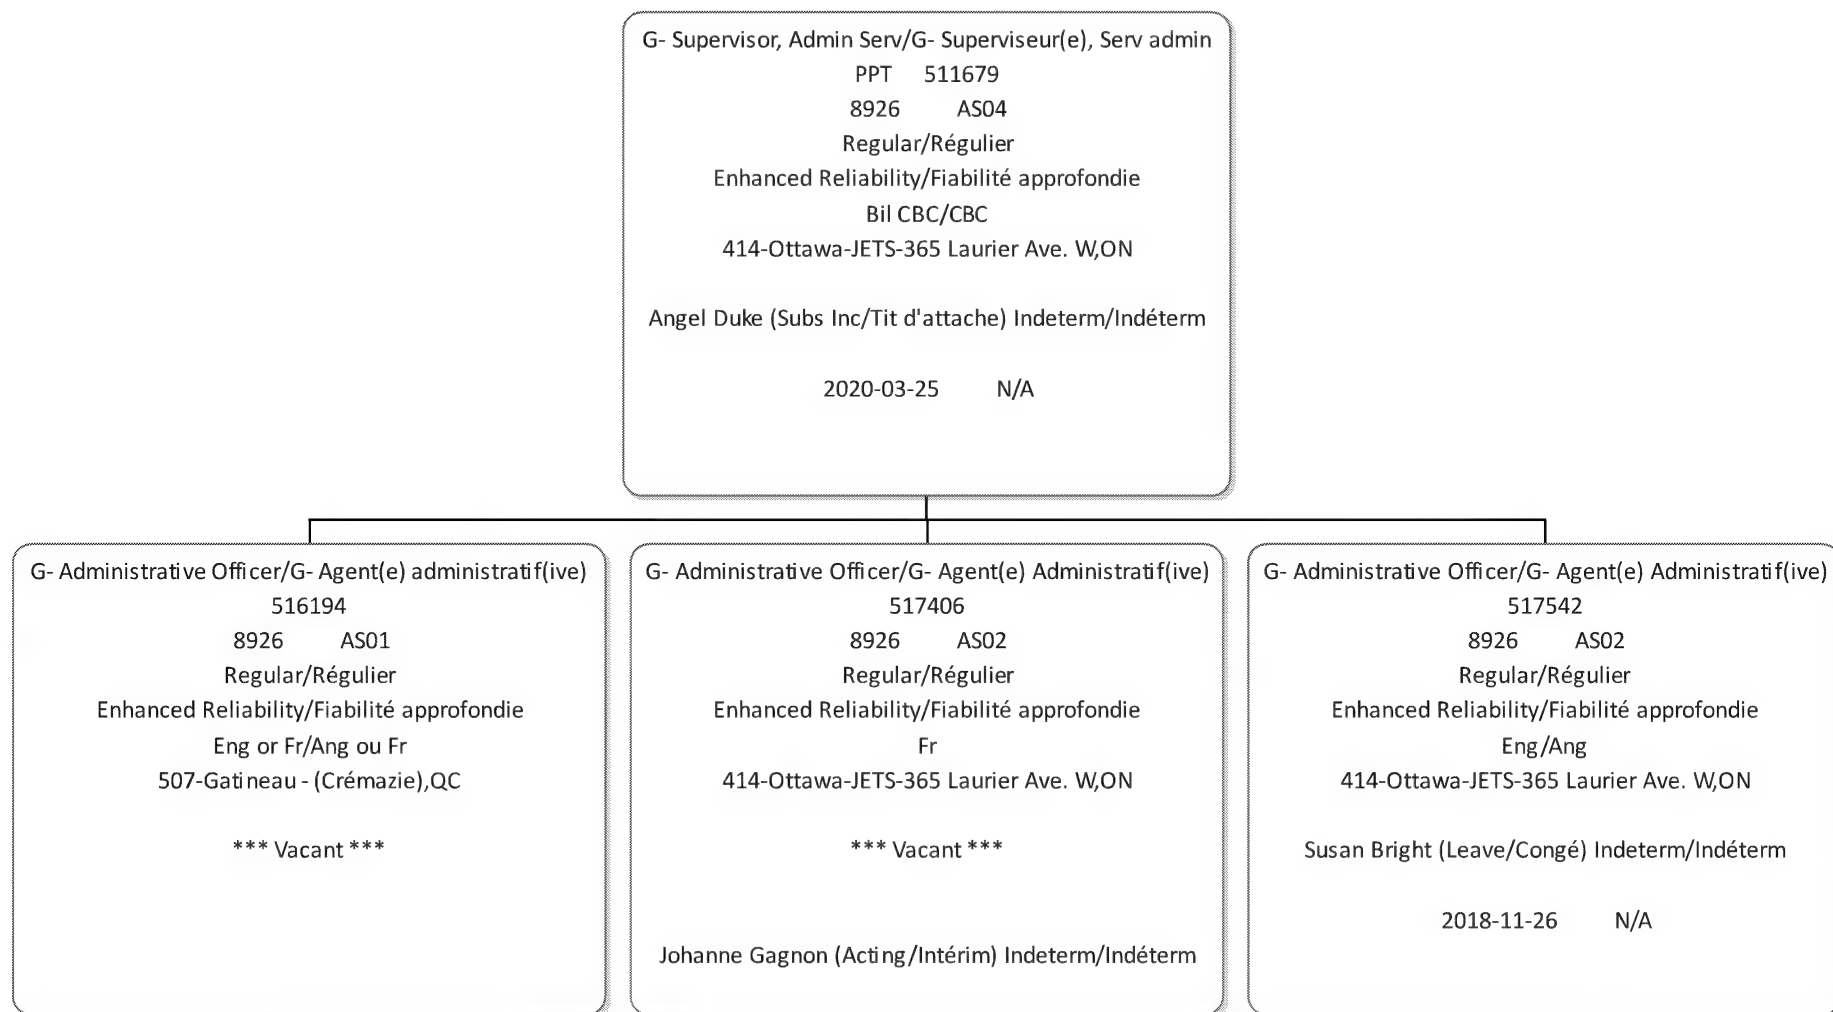 G- Supervisor, Admin Serv/G- Superviseur(e), Serv admin
PPT 511679
8926 AS04
Regular/Régulier
Enhanced Reliability/Fiabilité approfondie
Bil CBC/CBC
414-Ottawa-JETS-365 Laurier Ave. W,ON
Angel Duke (Subs Inc/Tit d'attache) Indeterm/Indéterm
2020-03-25 N/A
G- Administrative Officer/G- Agent(e) administratif(ive)
516194
8926 AS01
Regular/Régulier
Enhanced Reliability/Fiabilité approfondie
Eng or Fr/Ang ou Fr
507-Gatineau - (Crémazie),QC
*** Vacant ***
G- Administrative Officer/G- Agent(e) Administratif(ive)
517406
8926 AS02
Regular/Régulier
Enhanced Reliability/Fiabilité approfondie
Fr
414-Ottawa-JETS-365 Laurier Ave. W,ON
*** Vacant ***
Johanne Gagnon (Acting/Intérim) Indeterm/Indéterm
G- Administrative Officer/G- Agent(e) Administratif(ive)
517542
8926 AS02
Regular/Régulier
Enhanced Reliability/Fiabilité approfondie
Eng/Ang
414-Ottawa-JETS-365 Laurier Ave. W,ON
Susan Bright (Leave/Congé) Indeterm/Indéterm
2018-11-26 N/A